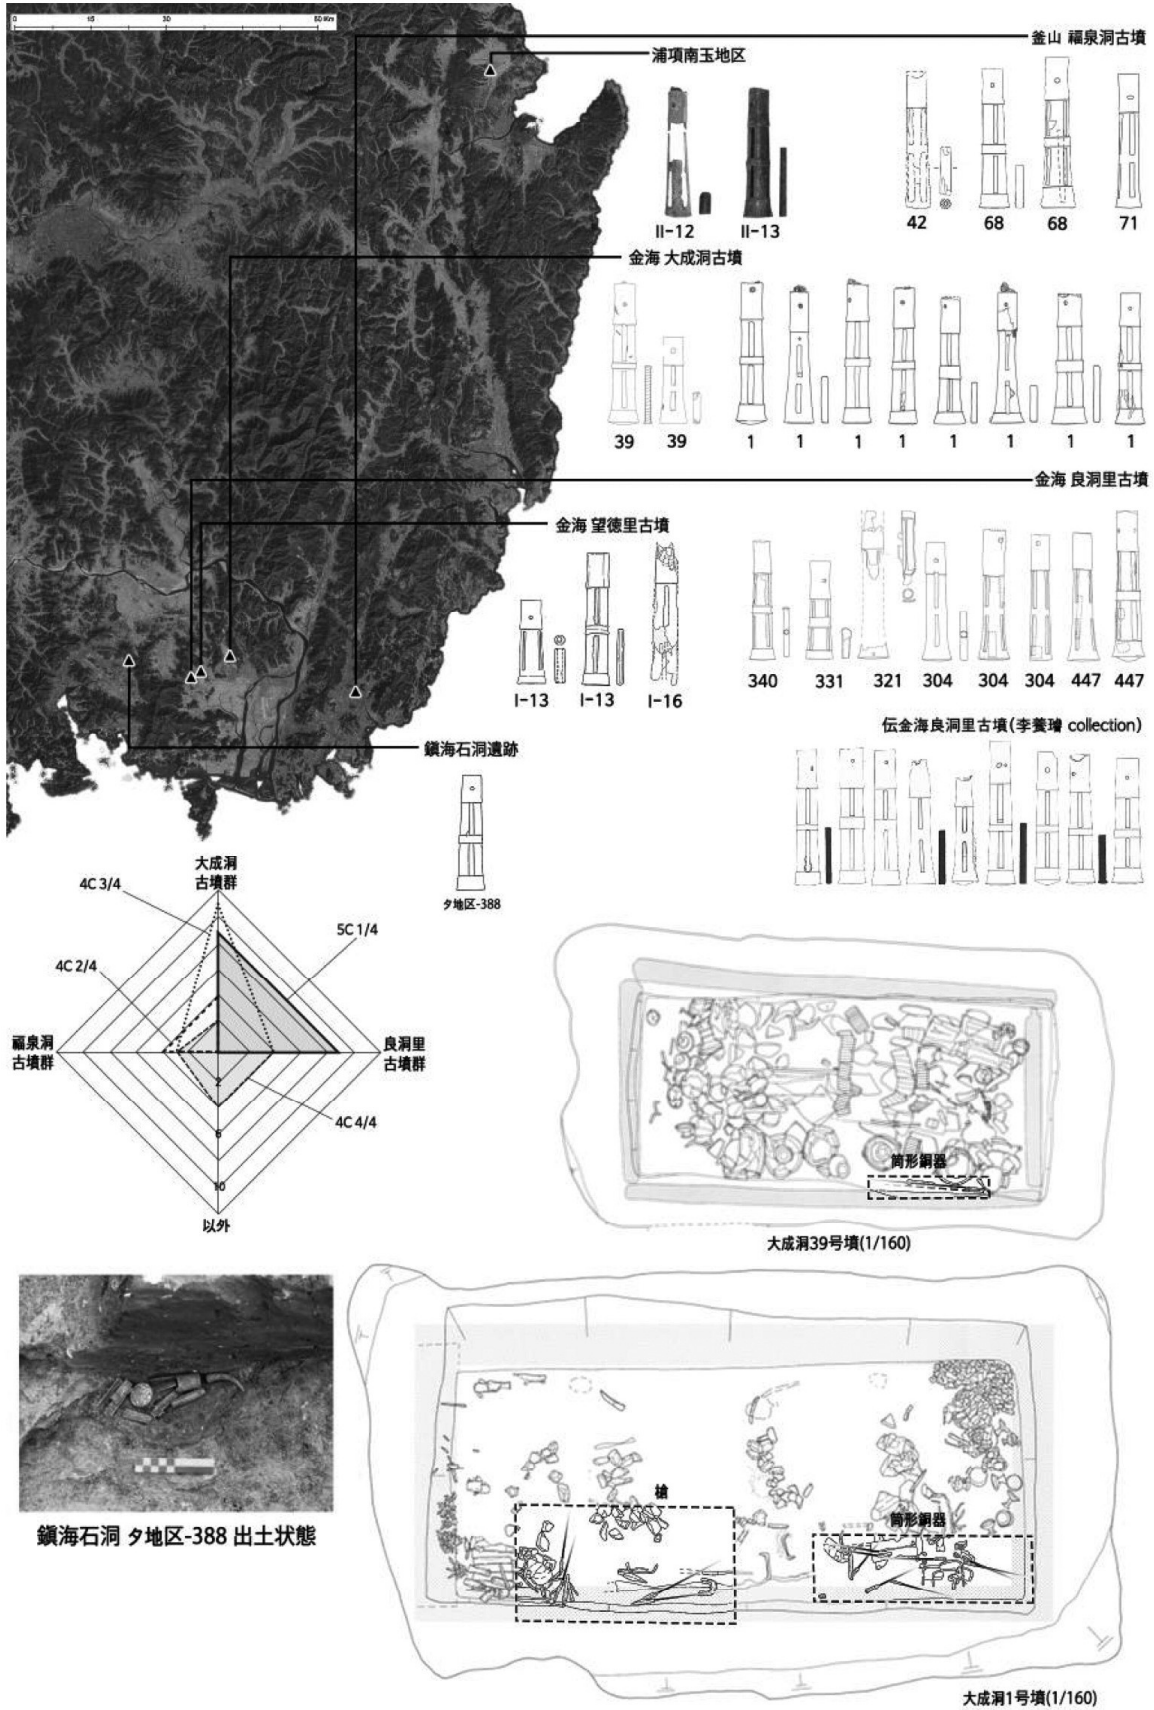 0 15 30 50 Km
釜山 福泉洞古墳
浦項南玉地区
42 68 68 71
II-12 II-13
金海 大成洞古墳
39 39 1 1 1 1 1 1 1 1
金海 良洞里古墳
金海 望徳里古墳
I-13 I-13 I-16
340 331 321 304 304 304 447 447
伝金海良洞里古墳(李養璿 collection)
鎭海石洞遺跡
タ地区-388
大成洞
古墳群
4C 3/4
5C 1/4
4C 2/4
福泉洞
古墳群
良洞里
古墳群
2
6
10
4C 4/4
以外
筒形銅器
大成洞39号墳(1/160)
鎭海石洞 タ地区-388 出土状態
槍
筒形銅器
大成洞1号墳(1/160)